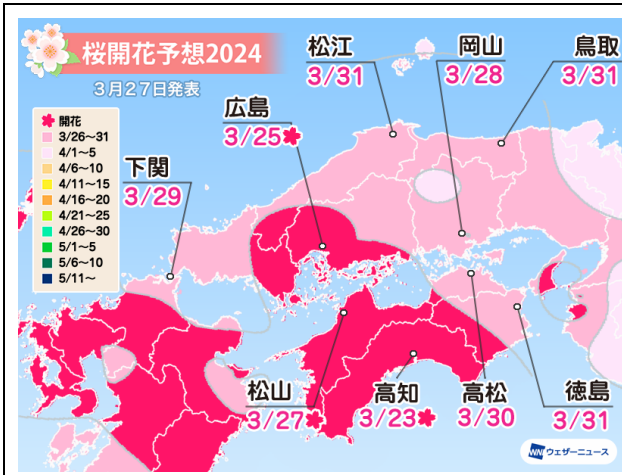 桜開花予想2024
3月27日発表
開花
3/26〜31
4/1〜5
4/6〜10
4/11〜15
4/16〜20
4/21〜25
4/26〜30
5/1〜5
5/6〜10
5/11〜
松江
3/31
岡山
3/28
鳥取
3/31
広島
3/25
下関
3/29
松山
3/27
高知
3/23
高松
3/30
徳島
3/31
WNI ウェザーニュース